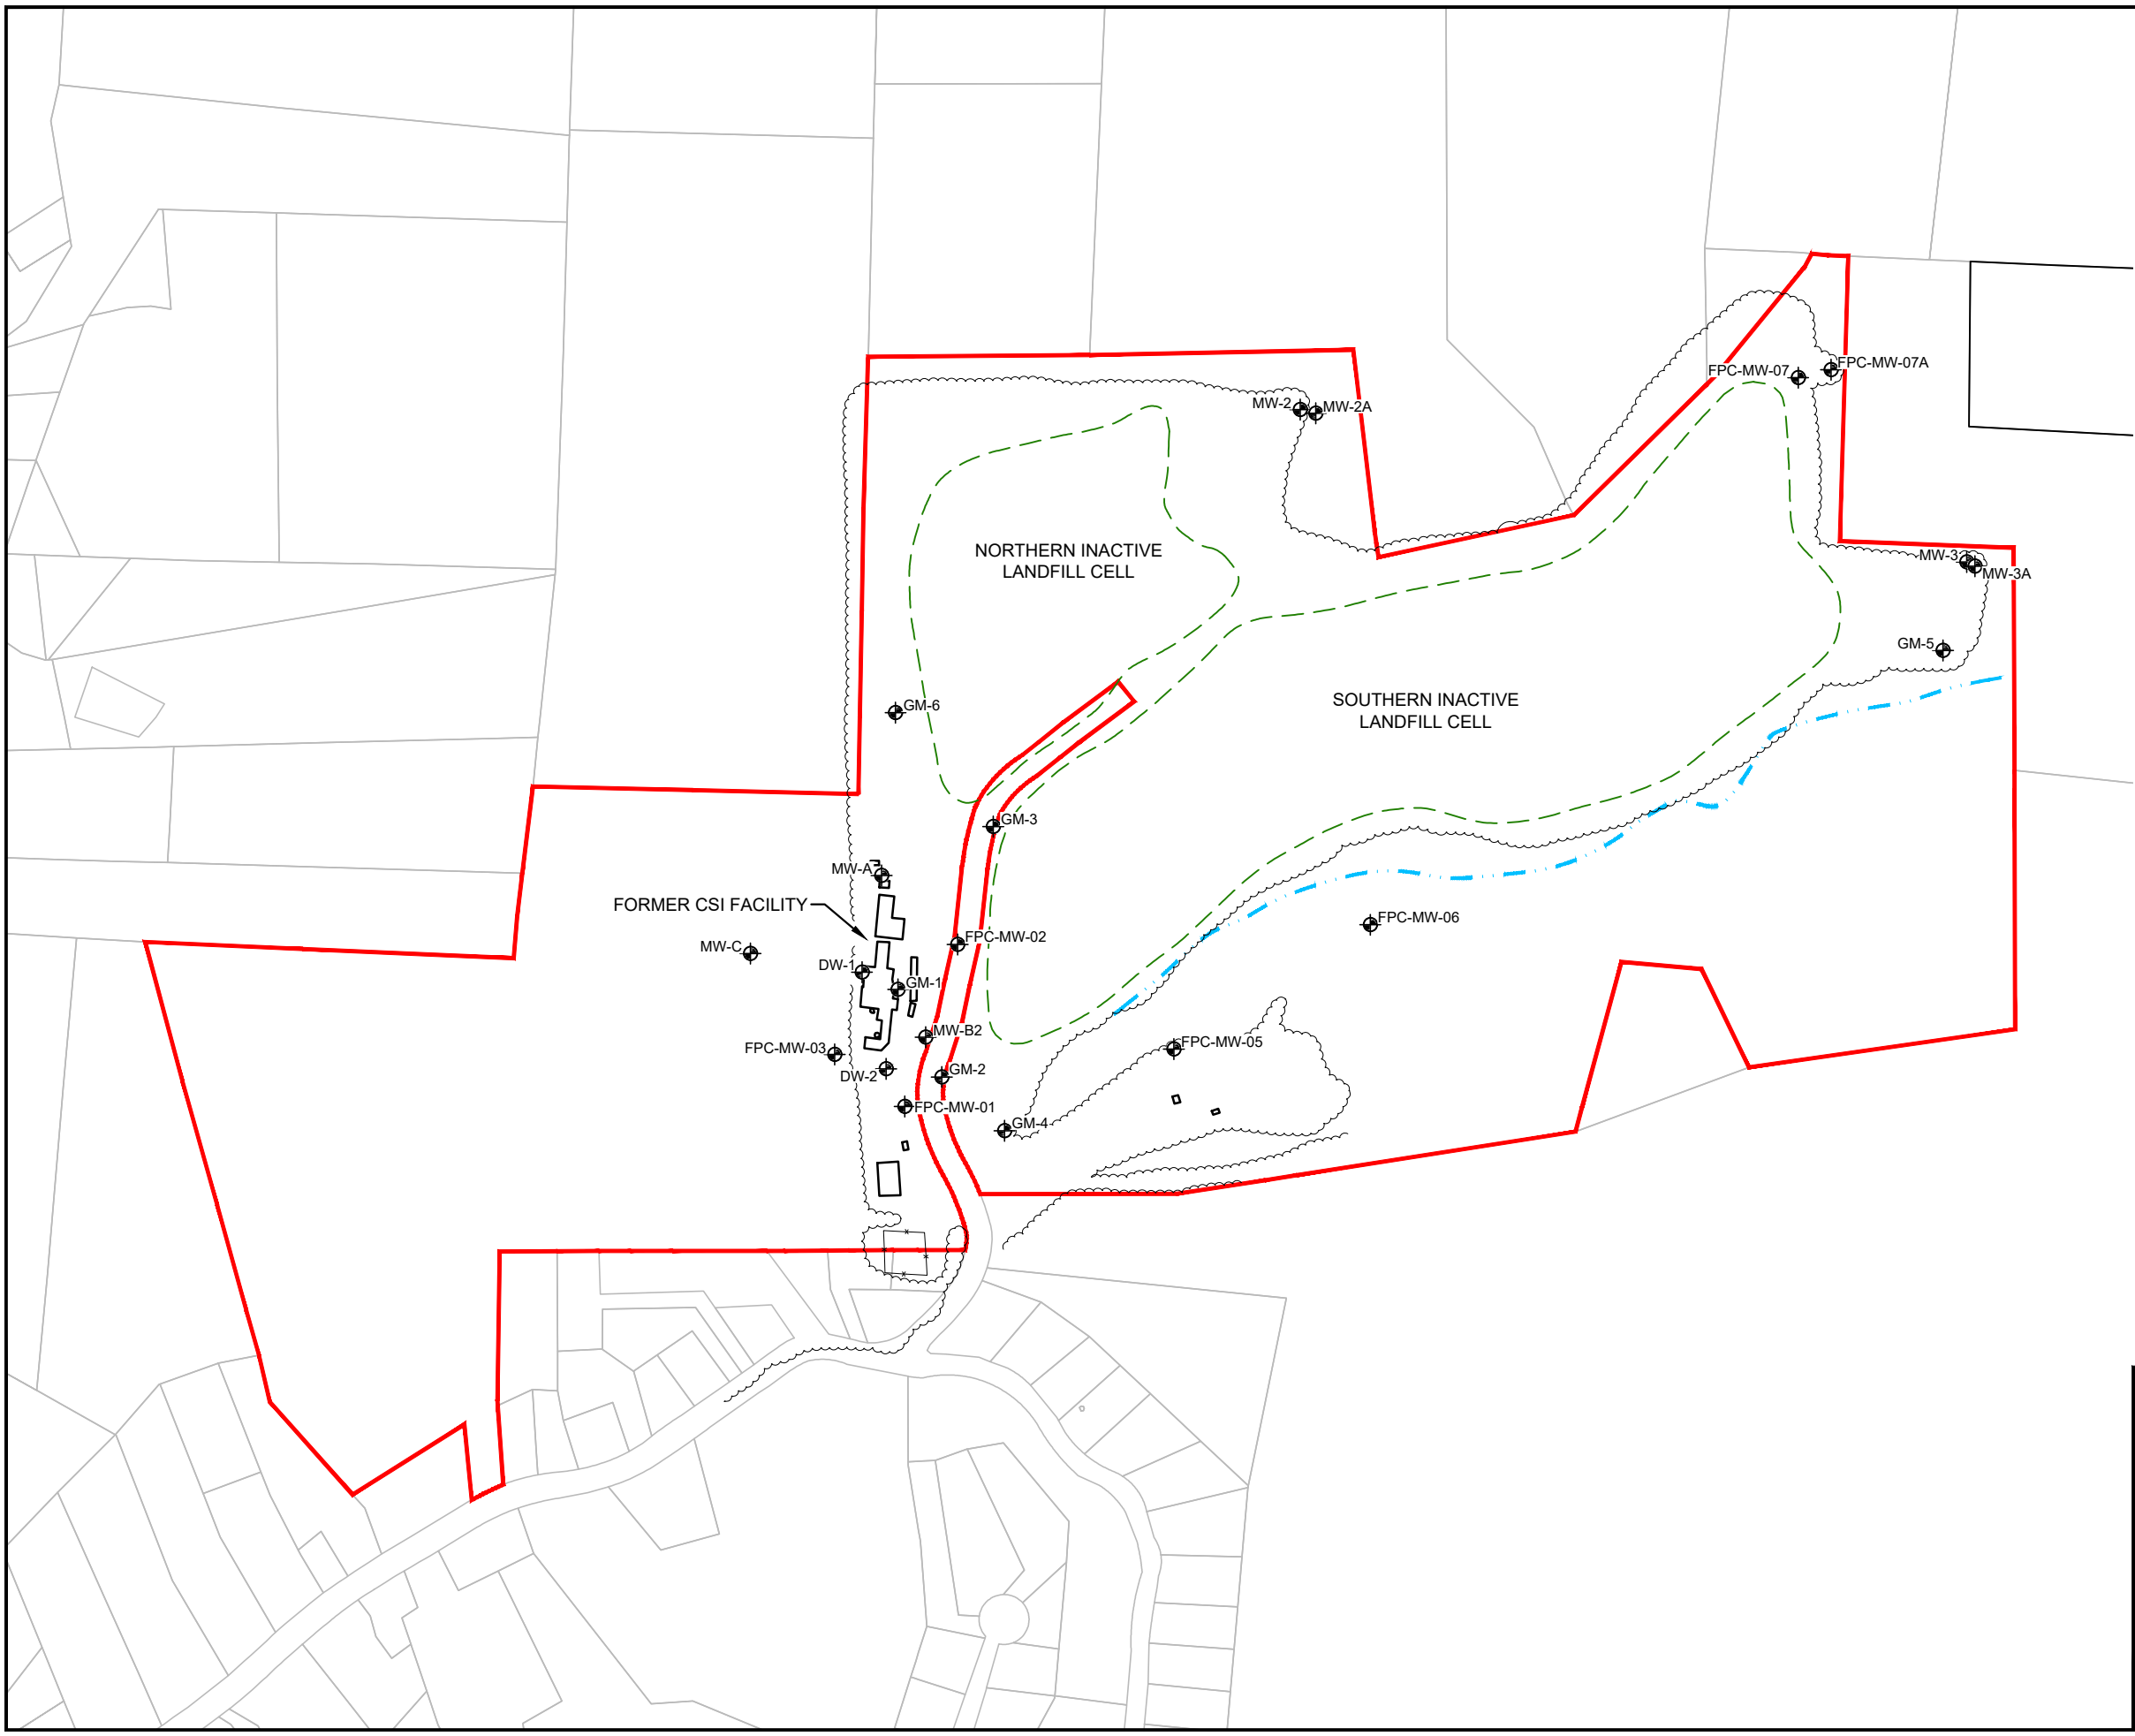 FPC-MW-07A
FPC-MW-07
MW-2
MW-2A
NORTHERN INACTIVE
LANDFILL CELL
MW-3
MW-3A
GM-5
SOUTHERN INACTIVE
LANDFILL CELL
GM-6
GM-3
MW-A
FORMER CSI FACILITY
FPC-MW-06
FPC-MW-02
MW-C
DW-1
GM-1
MW-B2
FPC-MW-05
FPC-MW-03
DW-2
GM-2
FPC-MW-01
GM-4